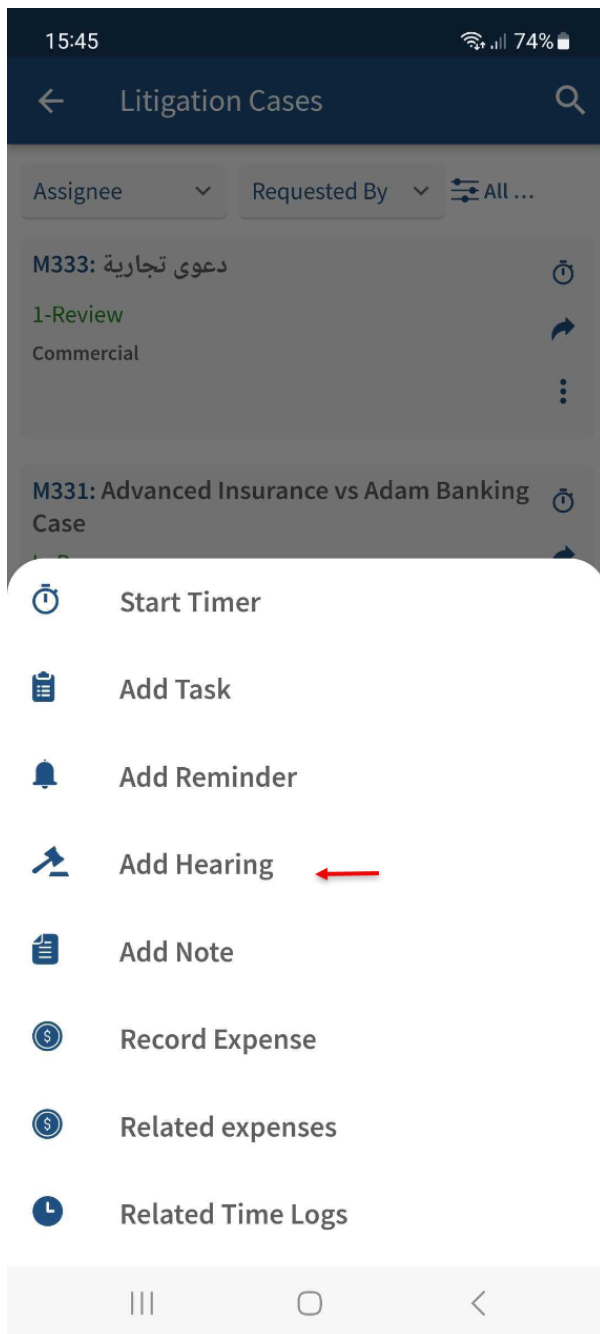 15:45
74%
Litigation Cases
Assignee
Requested By
All ...
M333: دعوى تجارية
1-Review
Commercial
M331: Advanced Insurance vs Adam Banking
Case
Start Timer
Add Task
Add Reminder
Add Hearing
Add Note
Record Expense
Related expenses
Related Time Logs